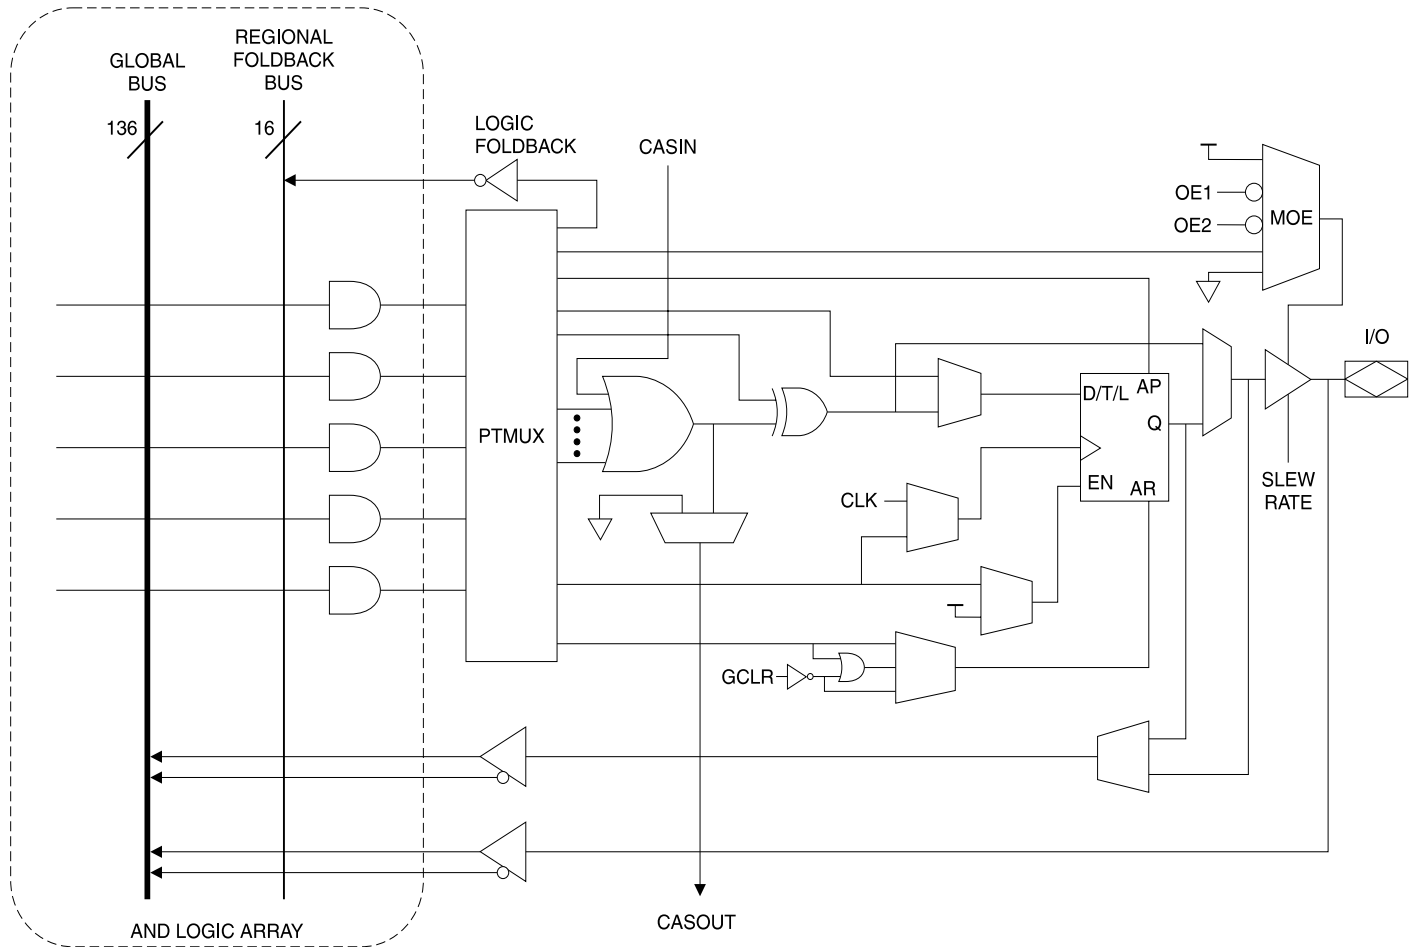 REGIONAL
FOLDBACK
BUS
GLOBAL
BUS
136
16
LOGIC
FOLDBACK
CASIN
OE1
OE2
MOE
I/O
D/T/L
AP
Q
EN
AR
PTMUX
CLK
SLEW
RATE
GCLR
CASOUT
AND LOGIC ARRAY